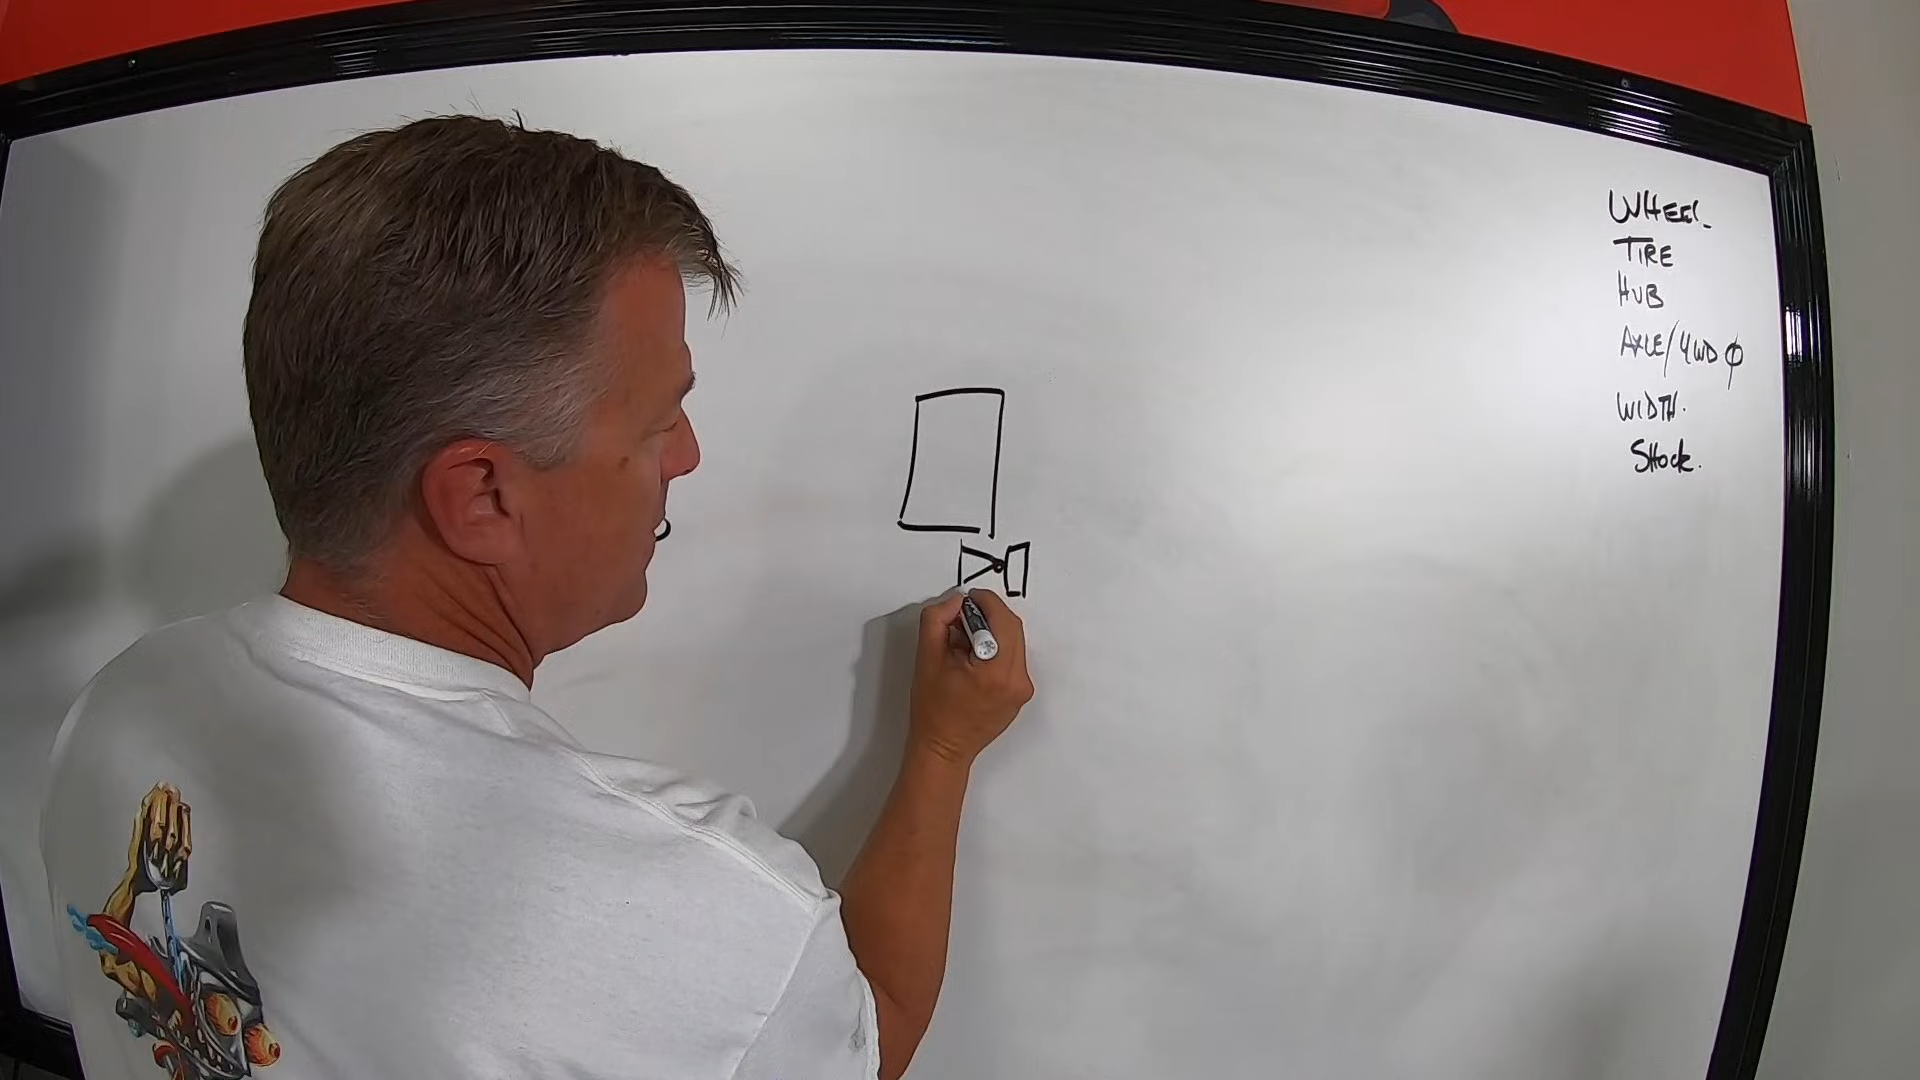 WHEEL
TIRE
HUB
AXLE/4WD ϕ
WIDTH.
SHock.